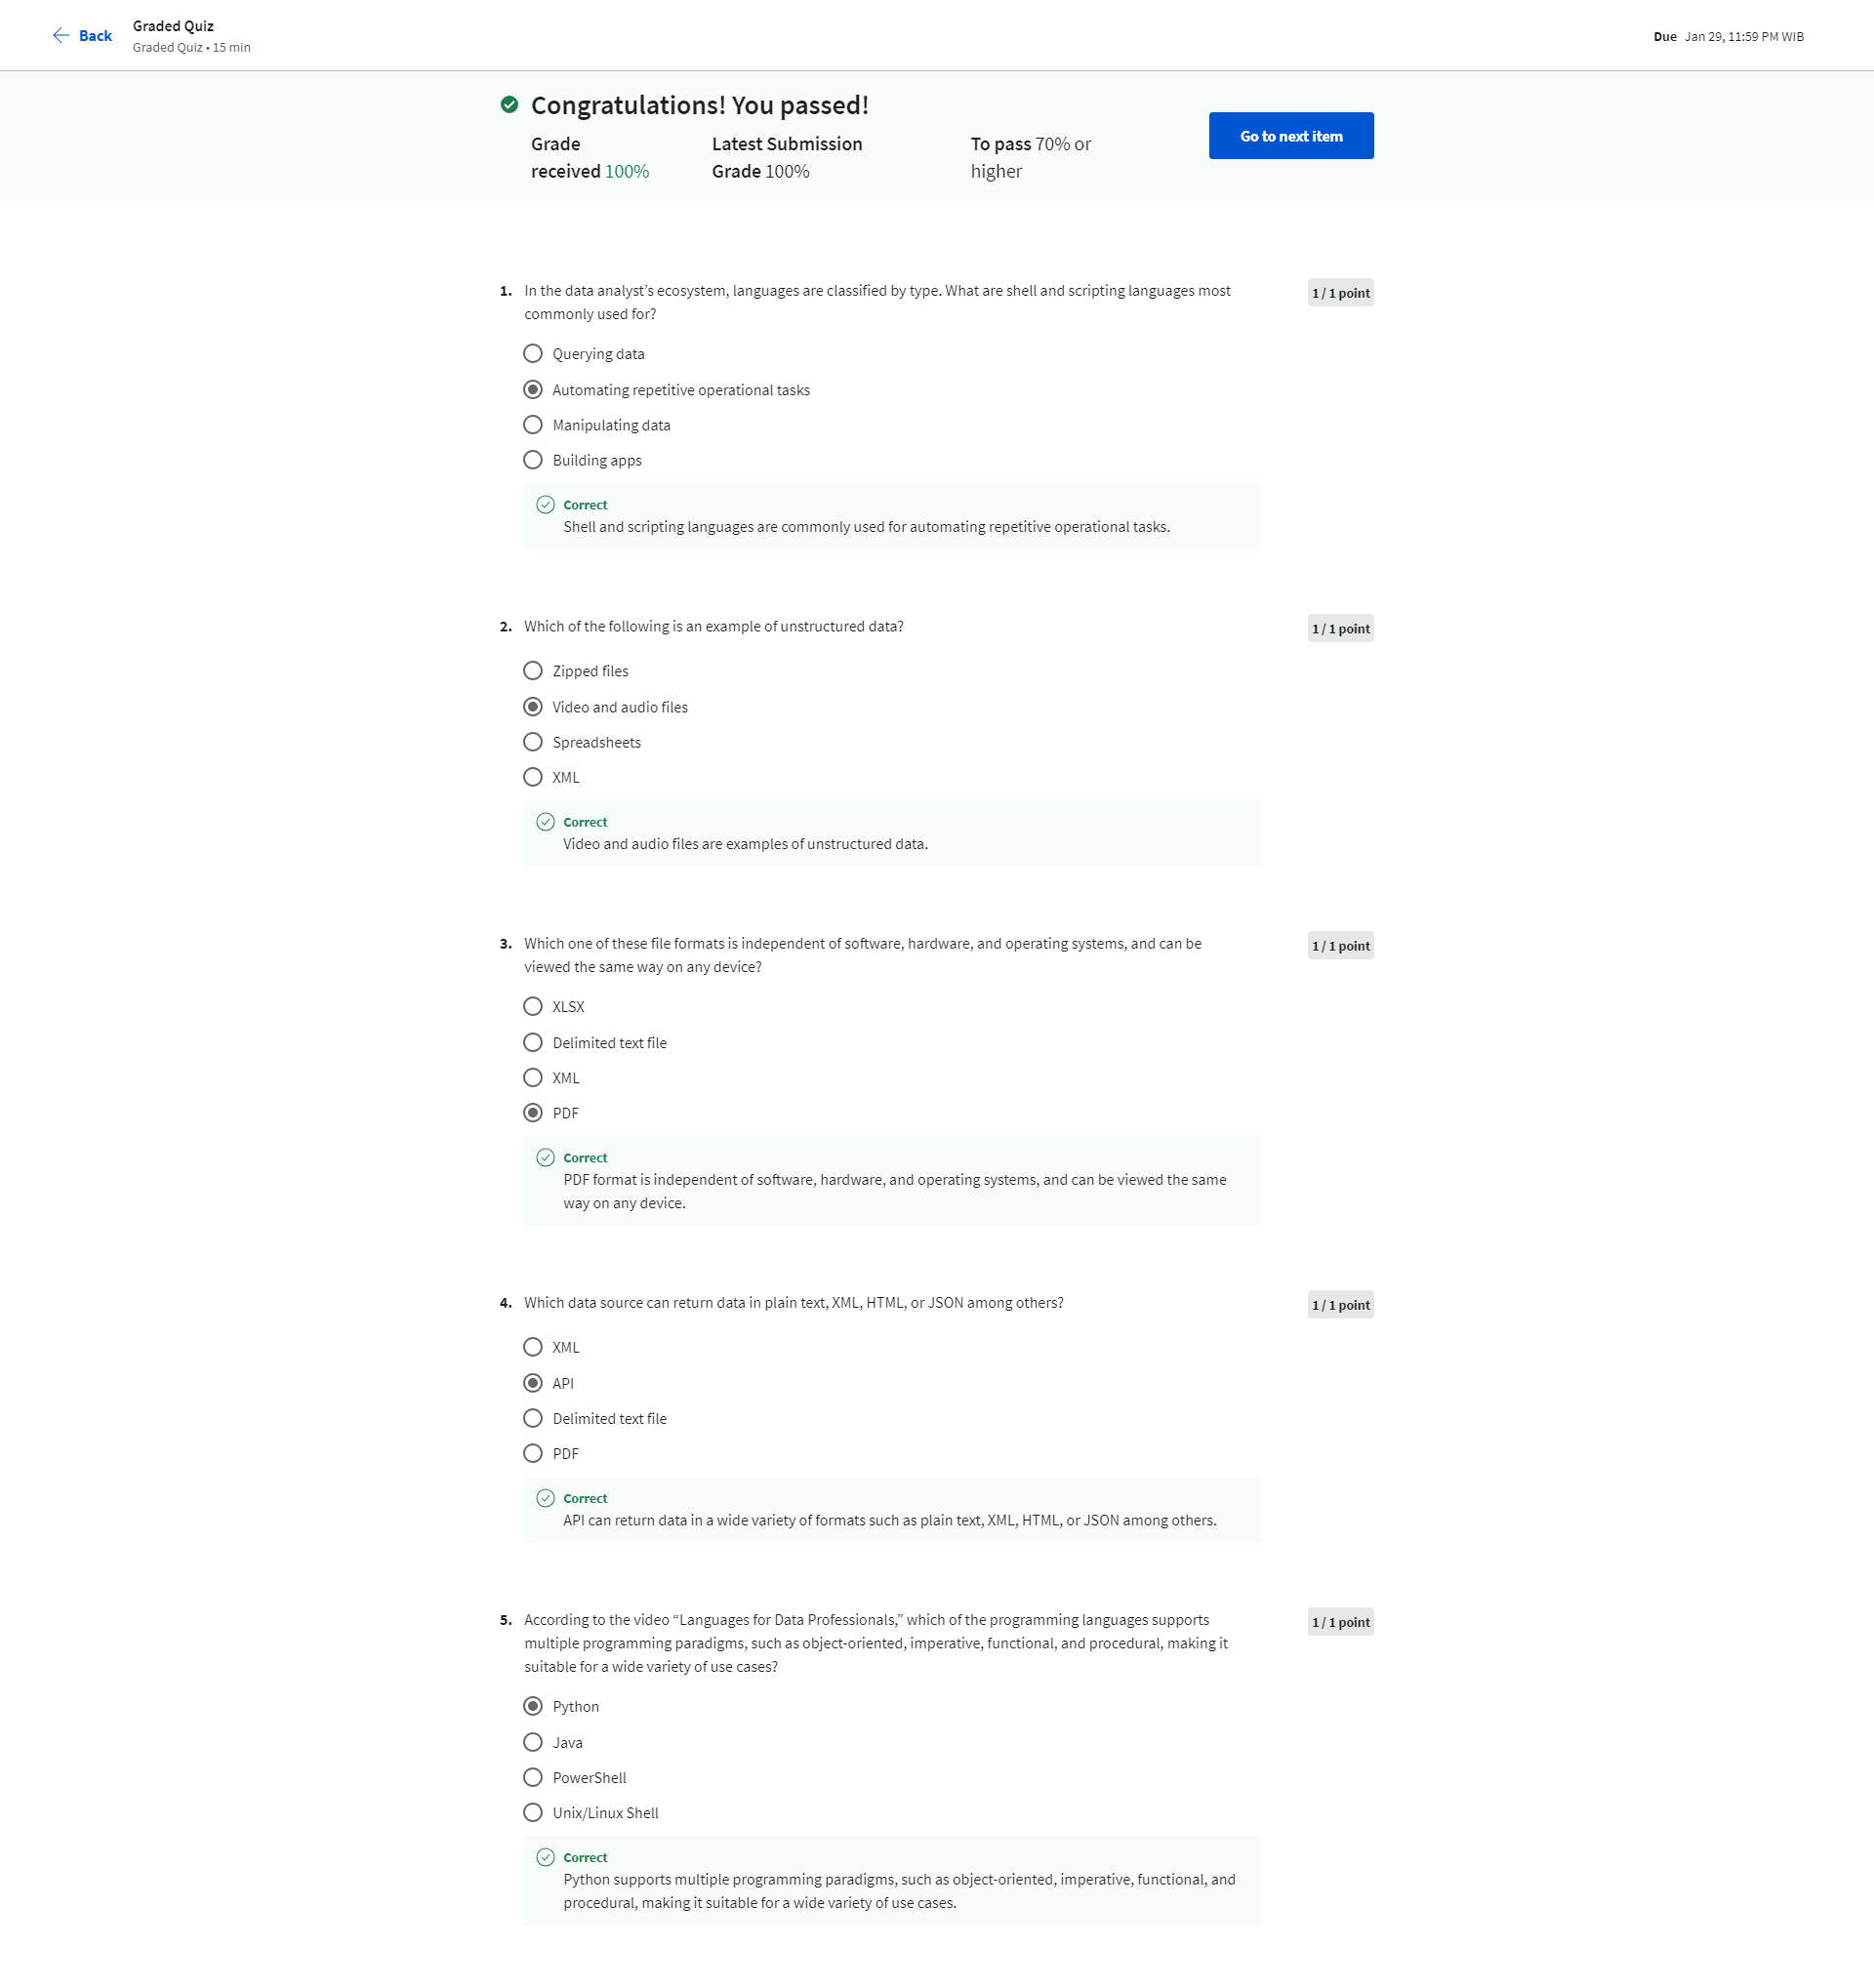 Back
Graded Quiz
Graded Quiz • 15 min
Due Jan 29, 11:59 PM WIB
Congratulations! You passed!
Grade
received 100%
Latest Submission
Grade 100%
To pass 70% or
higher
Go to next item
1. In the data analyst’s ecosystem, languages are classified by type. What are shell and scripting languages most
commonly used for?
1 / 1 point
Querying data
Automating repetitive operational tasks
Manipulating data
Building apps
Correct
Shell and scripting languages are commonly used for automating repetitive operational tasks.
2. Which of the following is an example of unstructured data?
1 / 1 point
Zipped files
Video and audio files
Spreadsheets
XML
Correct
Video and audio files are examples of unstructured data.
3. Which one of these file formats is independent of software, hardware, and operating systems, and can be
viewed the same way on any device?
1 / 1 point
XLSX
Delimited text file
XML
PDF
Correct
PDF format is independent of software, hardware, and operating systems, and can be viewed the same
way on any device.
4. Which data source can return data in plain text, XML, HTML, or JSON among others?
1 / 1 point
XML
API
Delimited text file
PDF
Correct
API can return data in a wide variety of formats such as plain text, XML, HTML, or JSON among others.
5. According to the video “Languages for Data Professionals,” which of the programming languages supports
multiple programming paradigms, such as object-oriented, imperative, functional, and procedural, making it
suitable for a wide variety of use cases?
1 / 1 point
Python
Java
PowerShell
Unix/Linux Shell
Correct
Python supports multiple programming paradigms, such as object-oriented, imperative, functional, and
procedural, making it suitable for a wide variety of use cases.